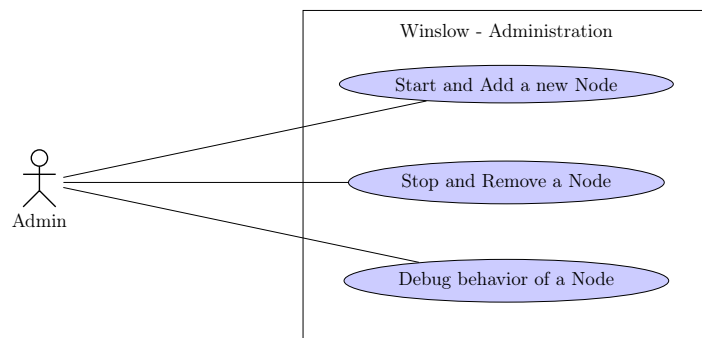 Winslow - Administration
Start and Add a new Node
Stop and Remove a Node
Admin
Debug behavior of a Node